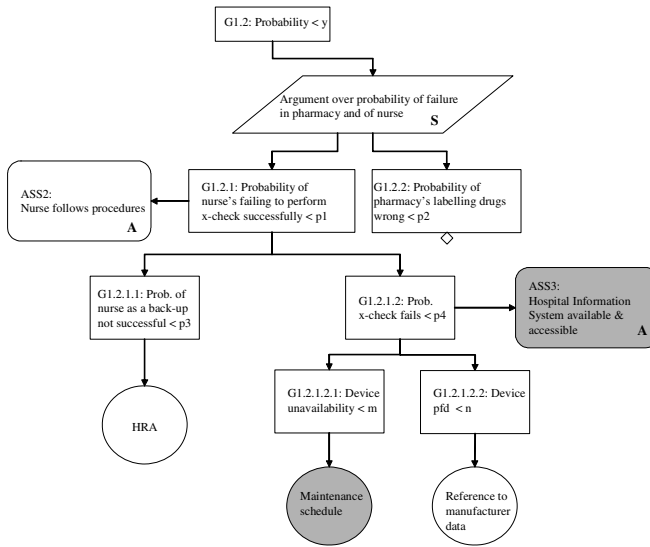 G1.2: Probability < y
Argument over probability of failure
in pharmacy and of nurse
S
ASS2:
Nurse follows procedures
A
G1.2.1: Probability of
nurse's failing to perform
x-check successfully < p1
G1.2.2: Probability of
pharmacy's labelling drugs
wrong < p2
G1.2.1.1: Prob. of
nurse as a back-up
not successful < p3
G1.2.1.2: Prob.
x-check fails < p4
ASS3:
Hospital Information
System available &
accessible
A
G1.2.1.2.1: Device
unavailability < m
G1.2.1.2.2: Device
pfd < n
HRA
Maintenance
schedule
Reference to
manufacturer
data